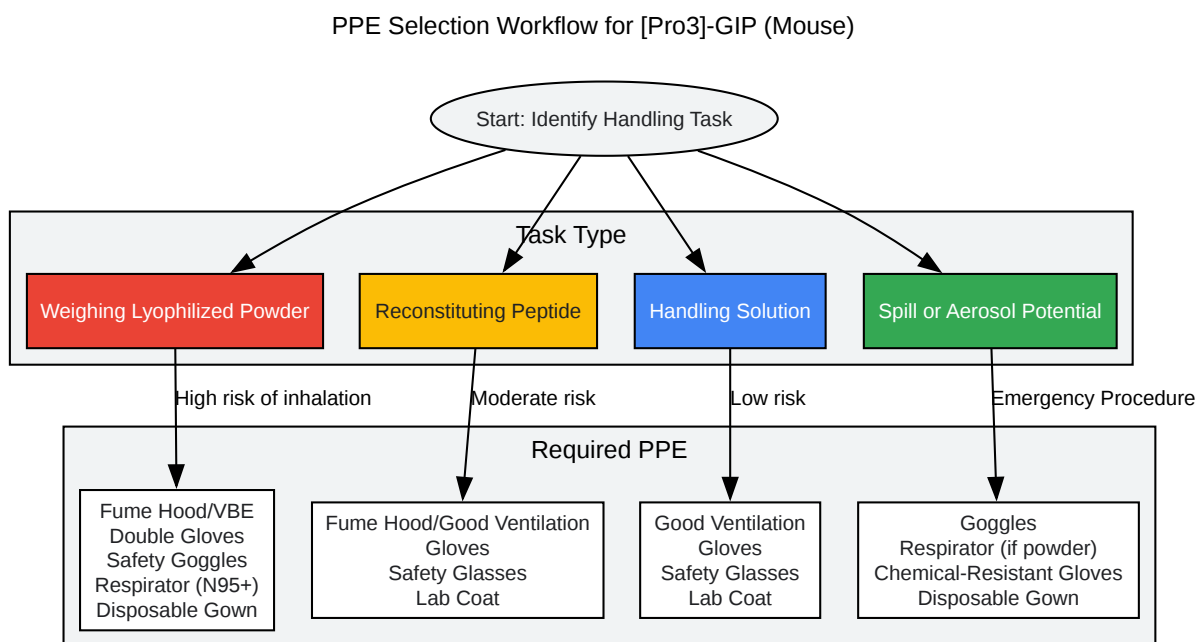 PPE Selection Workflow for [Pro3]-GIP (Mouse)
Start: Identify Handling Task
Task Type
Weighing Lyophilized Powder
Reconstituting Peptide
Handling Solution
Spill or Aerosol Potential
High risk of inhalation
Moderate risk
Low risk
Emergency Procedure
Required PPE
Fume Hood/VBE
Double Gloves
Safety Goggles
Respirator (N95+)
Disposable Gown
Fume Hood/Good Ventilation
Gloves
Safety Glasses
Lab Coat
Good Ventilation
Gloves
Safety Glasses
Lab Coat
Goggles
Respirator (if powder)
Chemical-Resistant Gloves
Disposable Gown